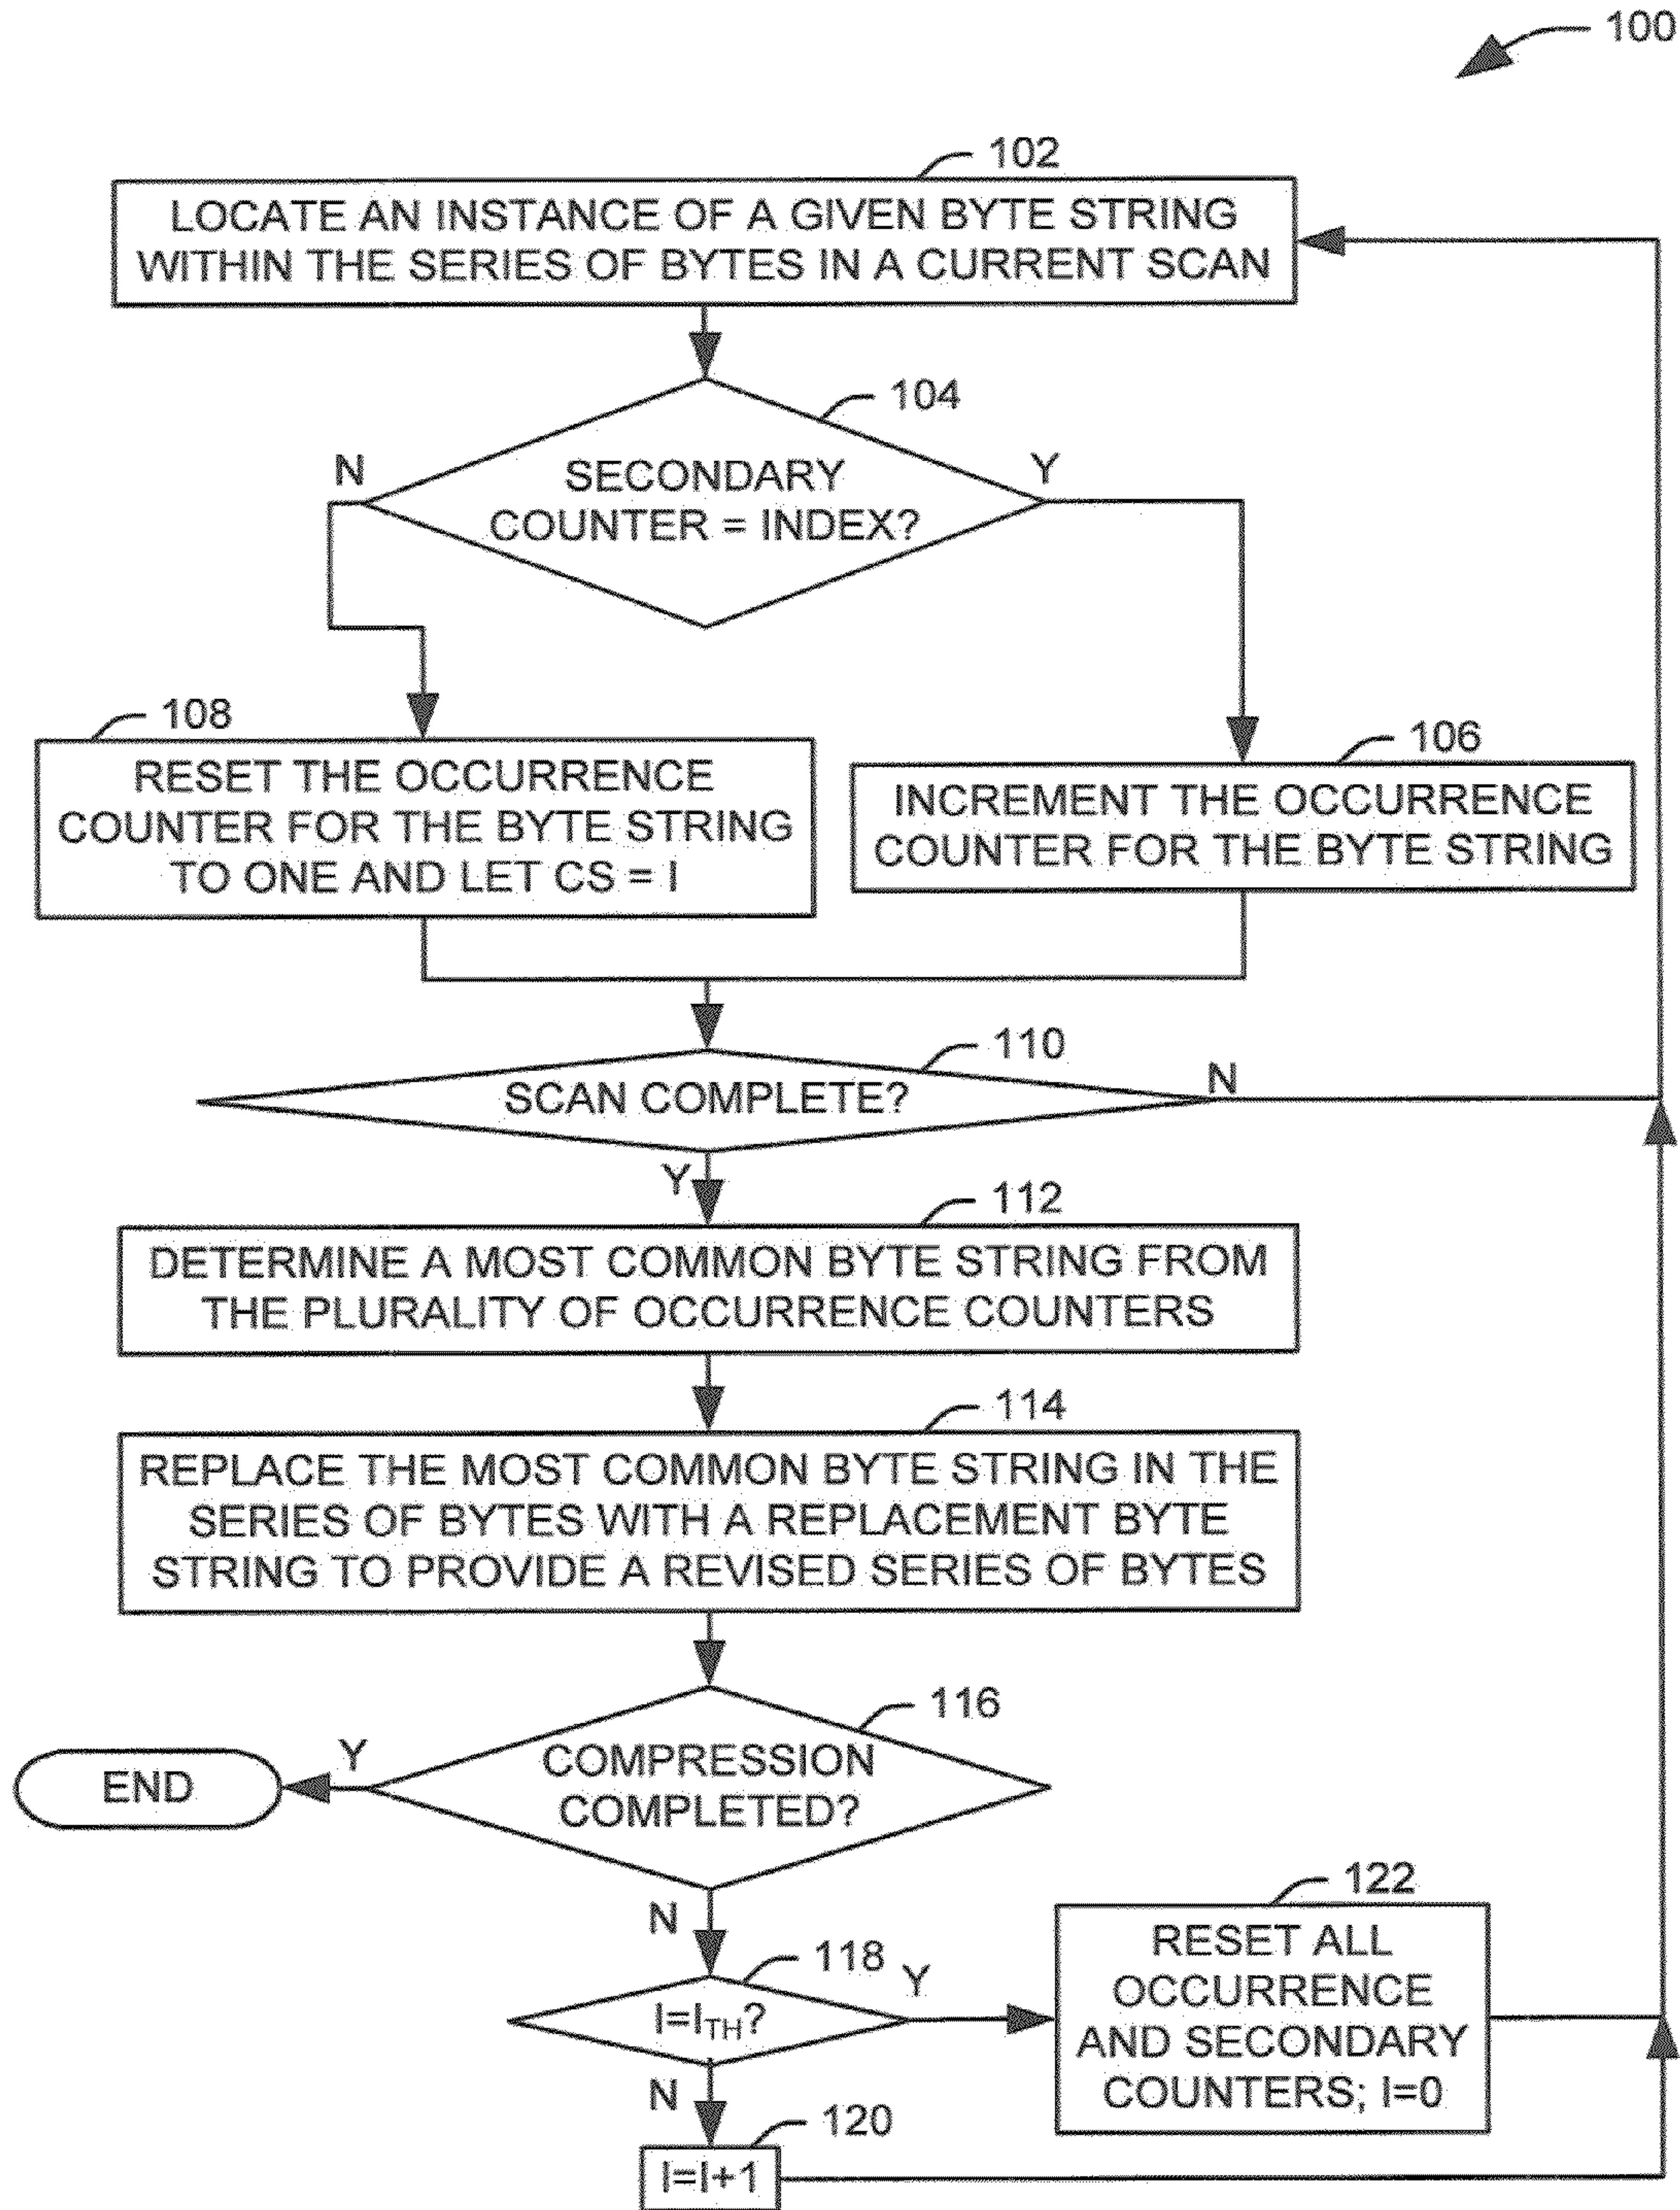 100
102
LOCATE AN INSTANCE OF A GIVEN BYTE STRING
WITHIN THE SERIES OF BYTES IN A CURRENT SCAN
104
N
Y
SECONDARY
COUNTER = INDEX?
108
RESET THE OCCURRENCE
COUNTER FOR THE BYTE STRING
TO ONE AND LET CS = I
106
INCREMENT THE OCCURRENCE
COUNTER FOR THE BYTE STRING
110
SCAN COMPLETE?
N
Y
112
DETERMINE A MOST COMMON BYTE STRING FROM
THE PLURALITY OF OCCURRENCE COUNTERS
114
REPLACE THE MOST COMMON BYTE STRING IN THE
SERIES OF BYTES WITH A REPLACEMENT BYTE
STRING TO PROVIDE A REVISED SERIES OF BYTES
116
COMPRESSION
COMPLETED?
Y
END
N
118
I=I_TH?
Y
122
RESET ALL
OCCURRENCE
AND SECONDARY
COUNTERS; I=0
N
120
I=I+1